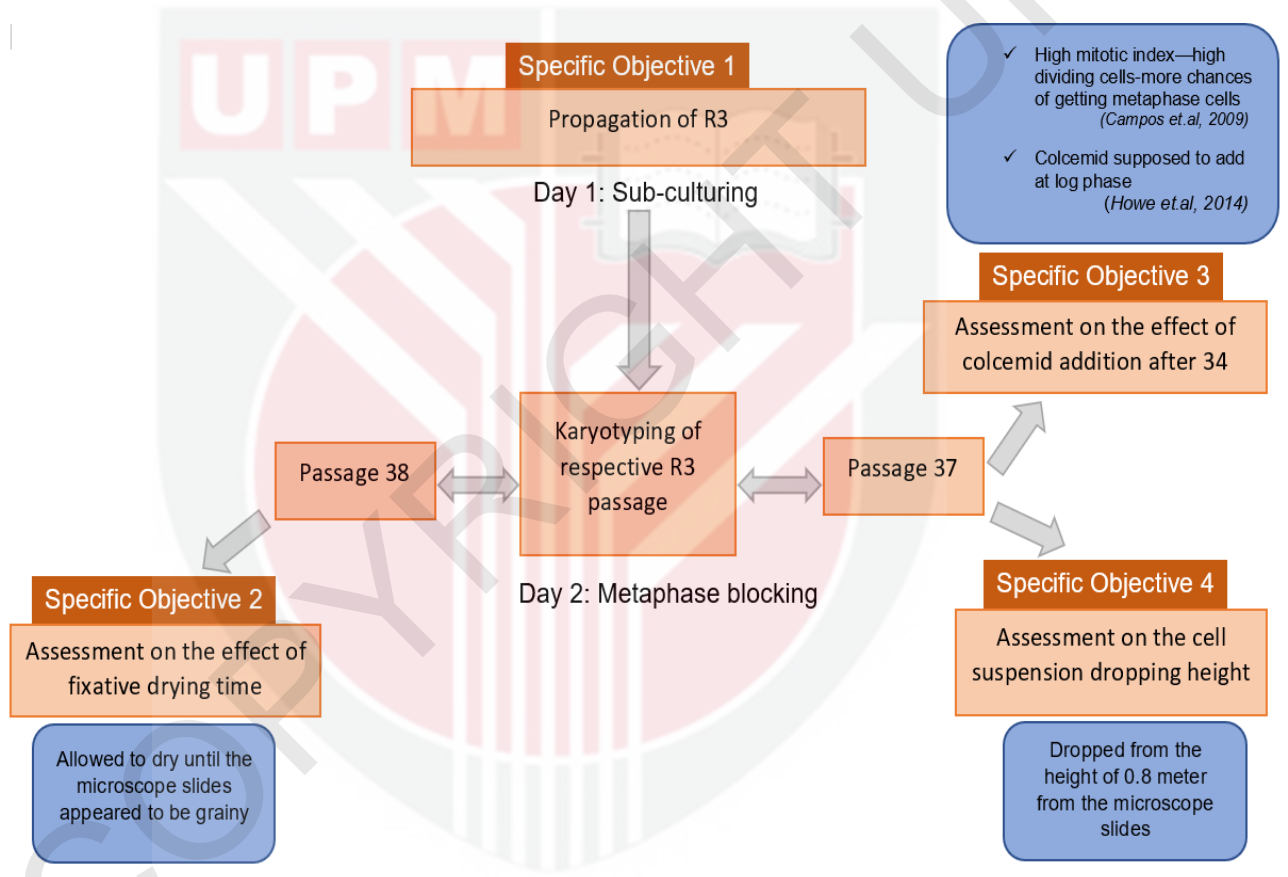 UPM
Specific Objective 1
Propagation of R3
Day 1: Sub-culturing
✓ High mitotic index—high
dividing cells-more chances
of getting metaphase cells
(Campos et.al, 2009)
✓ Colcemid supposed to add
at log phase
(Howe et.al, 2014)
Specific Objective 3
Assessment on the effect of
colcemid addition after 34
Karyotyping of
respective R3
passage
Passage 38
Passage 37
Day 2: Metaphase blocking
Specific Objective 2
Assessment on the effect of
fixative drying time
Allowed to dry until the
microscope slides
appeared to be grainy
Specific Objective 4
Assessment on the cell
suspension dropping height
Dropped from the
height of 0.8 meter
from the microscope
slides
COPYRIGHT U